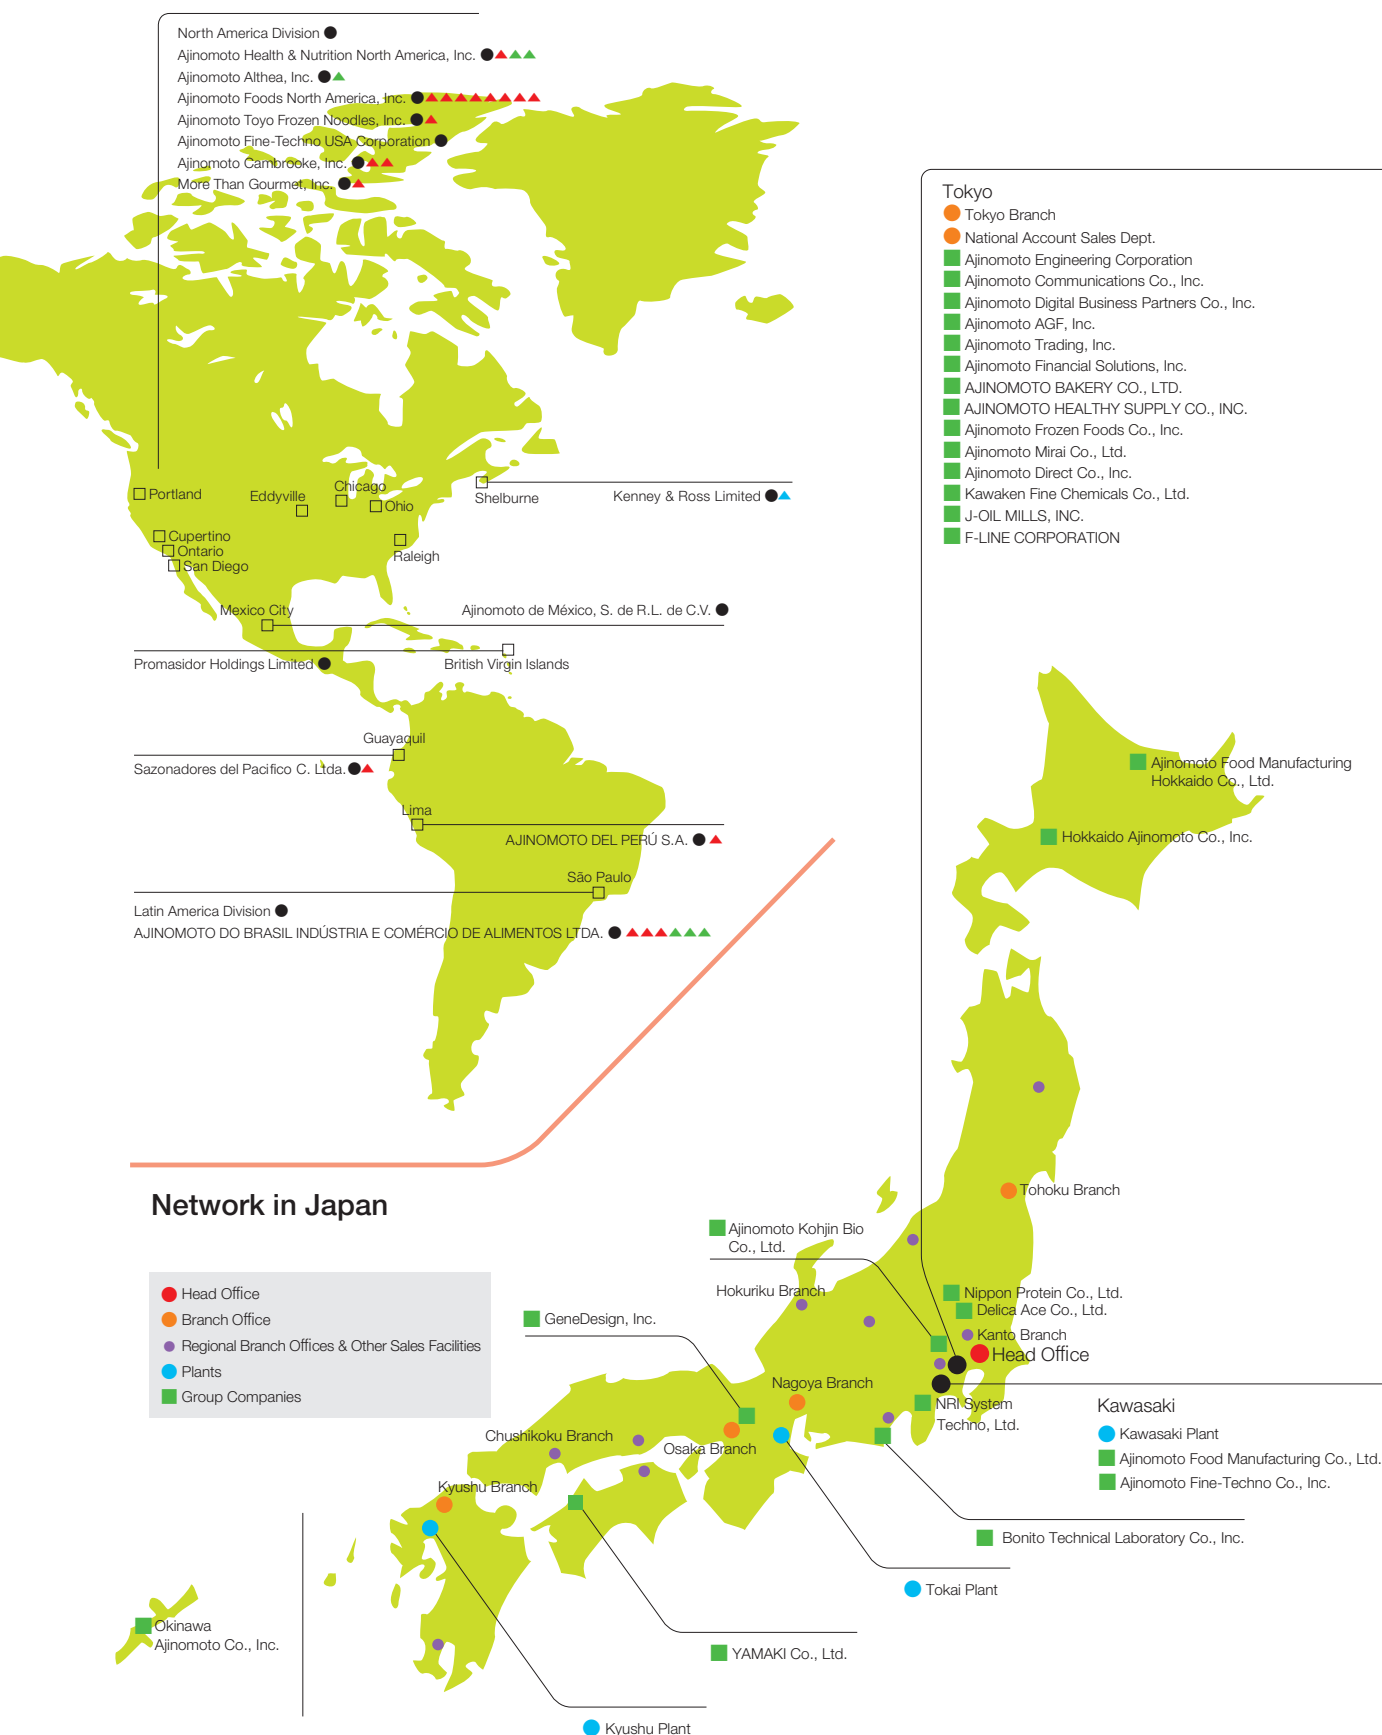 North America Division
Ajinomoto Health & Nutrition North America, Inc.
Ajinomoto Althea, Inc.
Ajinomoto Foods North America, Inc.
Ajinomoto Toyo Frozen Noodles, Inc.
Ajinomoto Fine-Techno USA Corporation
Ajinomoto Cambrooke, Inc.
More Than Gourmet, Inc.
Portland
Eddyville
Chicago
Ohio
Shelburne
Kenney & Ross Limited
Cupertino
Ontario
San Diego
Raleigh
Mexico City
Ajinomoto de México, S. de R.L. de C.V.
Promasidor Holdings Limited
British Virgin Islands
Guayaquil
Sazonadores del Pacifico C. Ltda.
Lima
AJINOMOTO DEL PERÚ S.A.
São Paulo
Latin America Division
AJINOMOTO DO BRASIL INDÚSTRIA E COMÉRCIO DE ALIMENTOS LTDA.
Tokyo
Tokyo Branch
National Account Sales Dept.
Ajinomoto Engineering Corporation
Ajinomoto Communications Co., Inc.
Ajinomoto Digital Business Partners Co., Inc.
Ajinomoto AGF, Inc.
Ajinomoto Trading, Inc.
Ajinomoto Financial Solutions, Inc.
AJINOMOTO BAKERY CO., LTD.
AJINOMOTO HEALTHY SUPPLY CO., INC.
Ajinomoto Frozen Foods Co., Inc.
Ajinomoto Mirai Co., Ltd.
Ajinomoto Direct Co., Inc.
Kawaken Fine Chemicals Co., Ltd.
J-OIL MILLS, INC.
F-LINE CORPORATION
Ajinomoto Food Manufacturing
Hokkaido Co., Ltd.
Hokkaido Ajinomoto Co., Inc.
Network in Japan
Head Office
Branch Office
Regional Branch Offices & Other Sales Facilities
Plants
Group Companies
Tohoku Branch
Ajinomoto Kohjin Bio
Co., Ltd.
Hokuriku Branch
Nippon Protein Co., Ltd.
Delica Ace Co., Ltd.
GeneDesign, Inc.
Kanto Branch
Head Office
Nagoya Branch
NRI System
Techno, Ltd.
Kawasaki
Kawasaki Plant
Ajinomoto Food Manufacturing Co., Ltd.
Ajinomoto Fine-Techno Co., Inc.
Chushikoku Branch
Osaka Branch
Kyushu Branch
Bonito Technical Laboratory Co., Inc.
Tokai Plant
Okinawa
Ajinomoto Co., Inc.
YAMAKI Co., Ltd.
Kyushu Plant